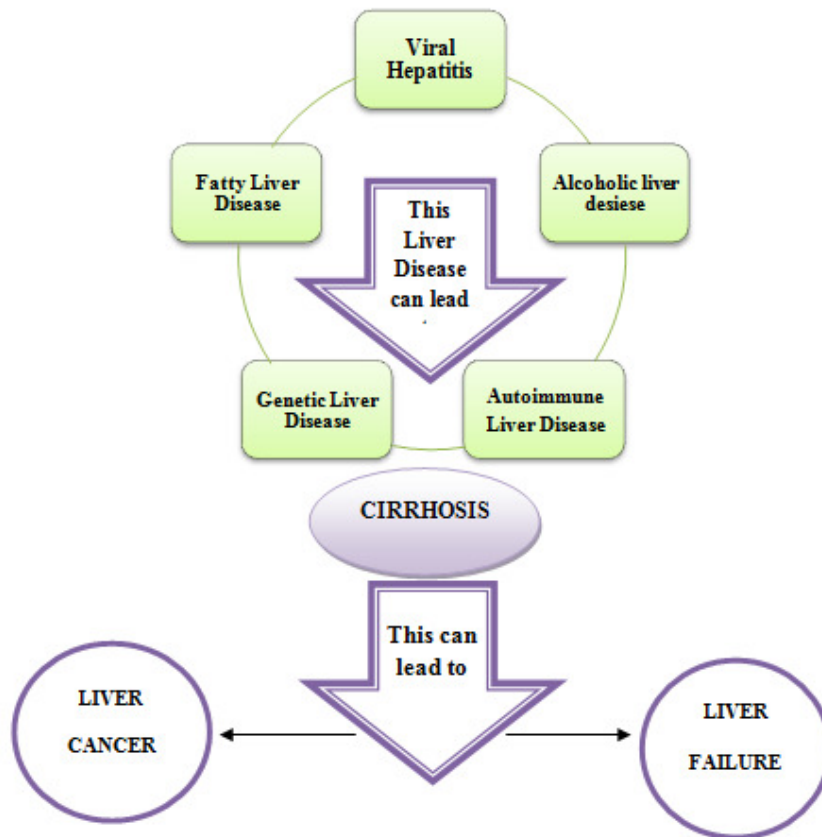 Viral
Hepatitis
Fatty Liver
Disease
Alcoholic liver
desiese
This
Liver
Disease
can lead
Genetic Liver
Disease
Autoimmune
Liver Disease
CIRRHOSIS
This can
lead to
LIVER
CANCER
LIVER
FAILURE